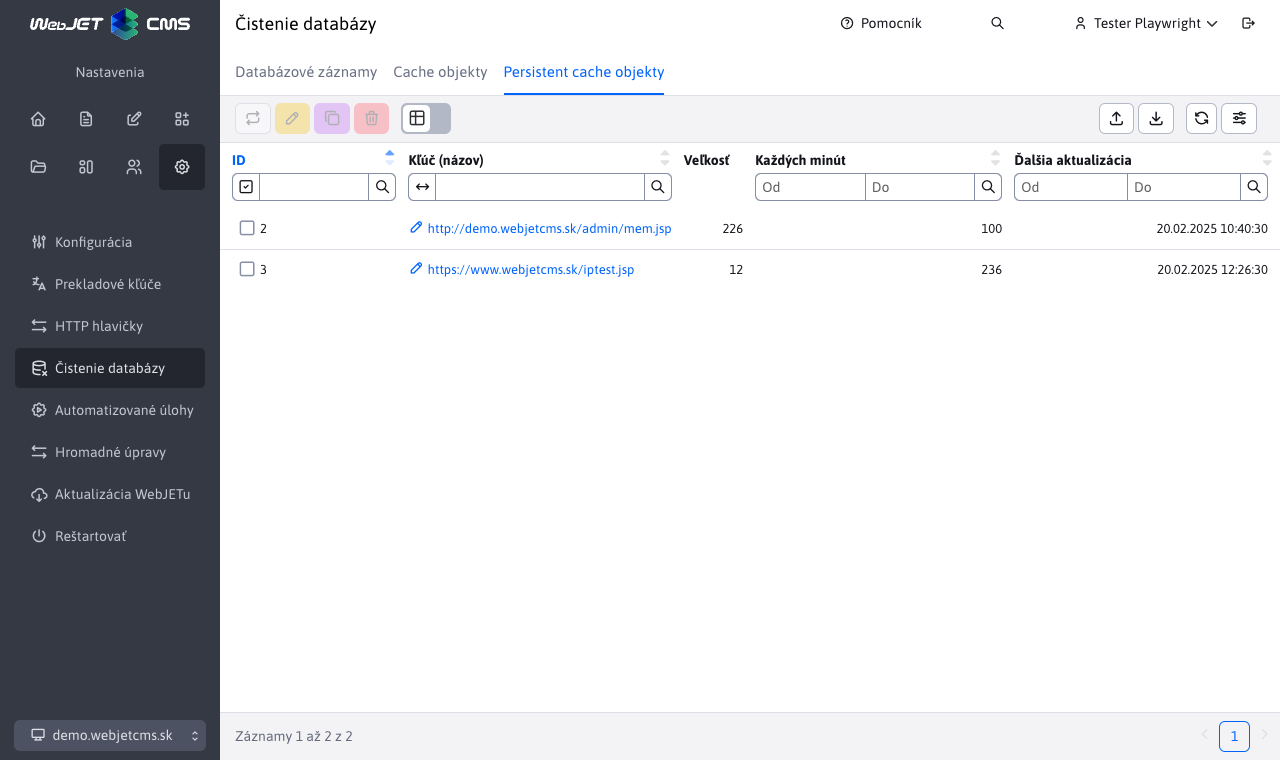 WebJET CMS
Čistenie databázy
Pomocník
Tester Playwright
Nastavenia
Databázové záznamy
Cache objekty
Persistent cache objekty
ID
Kľúč (názov)
Veľkosť
Každých minút
Ďalšia aktualizácia
Od
Do
Od
Do
2 http://demo.webjetcms.sk/admin/mem.jsp 226 100 20.02.2025 10:40:30
3 https://www.webjetcms.sk/iptest.jsp 12 236 20.02.2025 12:26:30
Konfigurácia
Prekladové kľúče
HTTP hlavičky
Čistenie databázy
Automatizované úlohy
Hromadné úpravy
Aktualizácia WebJETu
Reštartovať
demo.webjetcms.sk
Záznamy 1 až 2 z 2
1